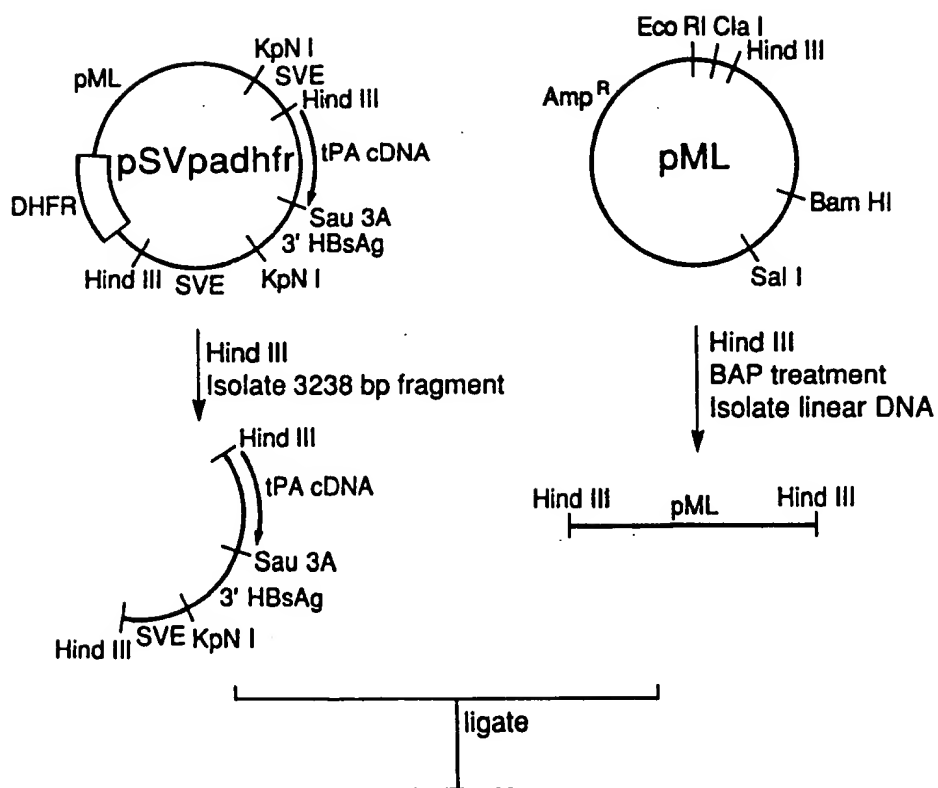 KpN I
SVE
Hind III
pML
pSVpadhfr
tPA cDNA
DHFR
Sau 3A
3' HBsAg
Hind III
SVE
KpN I
Eco RI
Cla I
Hind III
Amp R
pML
Bam HI
Sal I
Hind III
Isolate 3238 bp fragment
Hind III
BAP treatment
Isolate linear DNA
Hind III
tPA cDNA
Sau 3A
3' HBsAg
Hind III
SVE
KpN I
Hind III
pML
Hind III
ligate